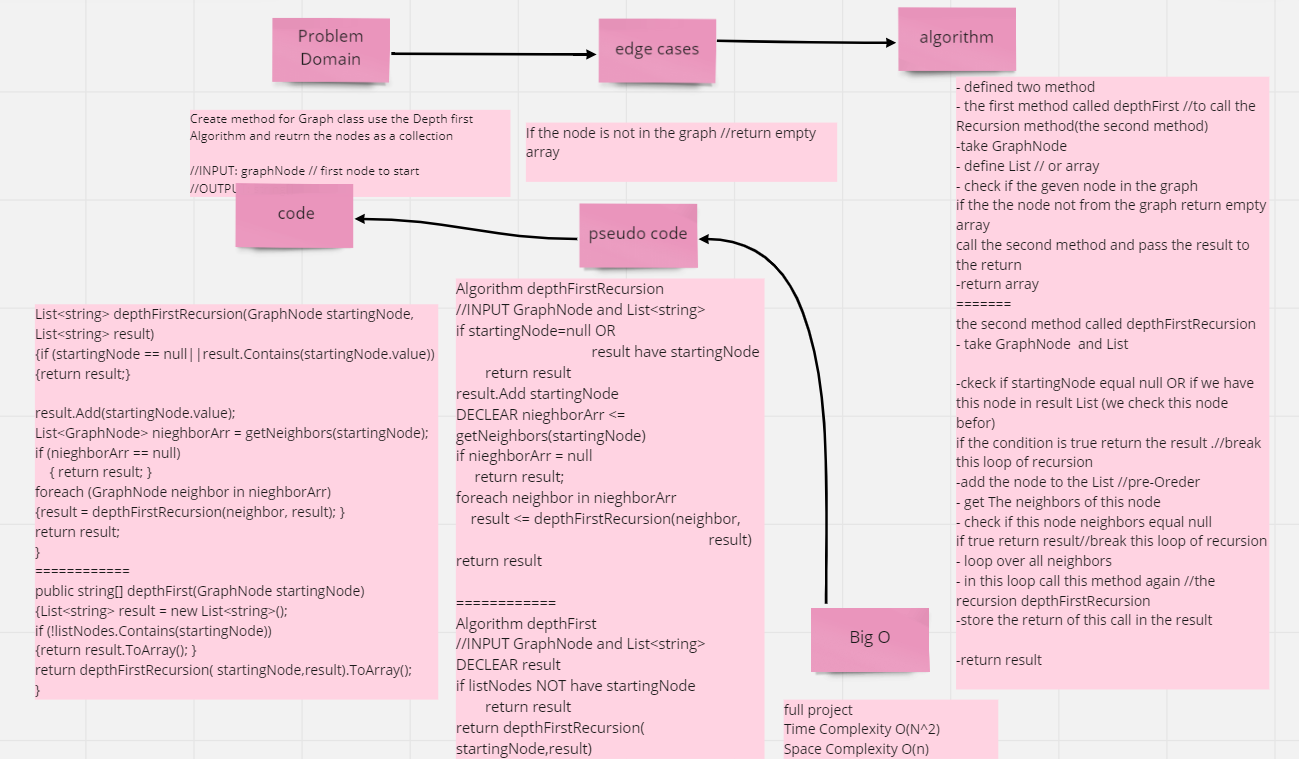 Problem
Domain
edge cases
algorithm
Create method for Graph class use the Depth first
Algorithm and reutrn the nodes as a collection
//INPUT: graphNode // first node to start
If the node is not in the graph //return empty
array
- defined two method
- the first method called depthFirst //to call the
Recursion method(the second method)
-take GraphNode
- define List // or array
- check if the geven node in the graph
if the the node not from the graph return empty
array
call the second method and pass the result to
the return
-return array
=======
the second method called depthFirstRecursion
- take GraphNode  and List
-ckeck if startingNode equal null OR if we have
this node in result List (we check this node
befor)
if the condition is true return the result .//break
this loop of recursion
-add the node to the List //pre-Oreder
- get The neighbors of this node
- check if this node neighbors equal null
if true return result//break this loop of recursion
- loop over all neighbors
- in this loop call this method again //the
recursion depthFirstRecursion
-store the return of this call in the result
-return result
code
pseudo code
Big O
List<string> depthFirstRecursion(GraphNode startingNode,
List<string> result)
{if (startingNode == null||result.Contains(startingNode.value))
{return result;}
result.Add(startingNode.value);
List<GraphNode> nieghborArr = getNeighbors(startingNode);
if (nieghborArr == null)
{ return result; }
foreach (GraphNode neighbor in nieghborArr)
{result = depthFirstRecursion(neighbor, result); }
return result;
}
============
public string[] depthFirst(GraphNode startingNode)
{List<string> result = new List<string>();
if (!listNodes.Contains(startingNode))
{return result.ToArray(); }
return depthFirstRecursion( startingNode,result).ToArray();
}
Algorithm depthFirstRecursion
//INPUT GraphNode and List<string>
if startingNode=null OR
result have startingNode
return result
result.Add startingNode
DECLEAR nieghborArr <=
getNeighbors(startingNode)
if nieghborArr = null
return result;
foreach neighbor in nieghborArr
result <= depthFirstRecursion(neighbor,
result)
return result
============
Algorithm depthFirst
//INPUT GraphNode and List<string>
DECLEAR result
if listNodes NOT have startingNode
return result
return depthFirstRecursion(
startingNode,result)
full project
Time Complexity O(N^2)
Space Complexity O(n)